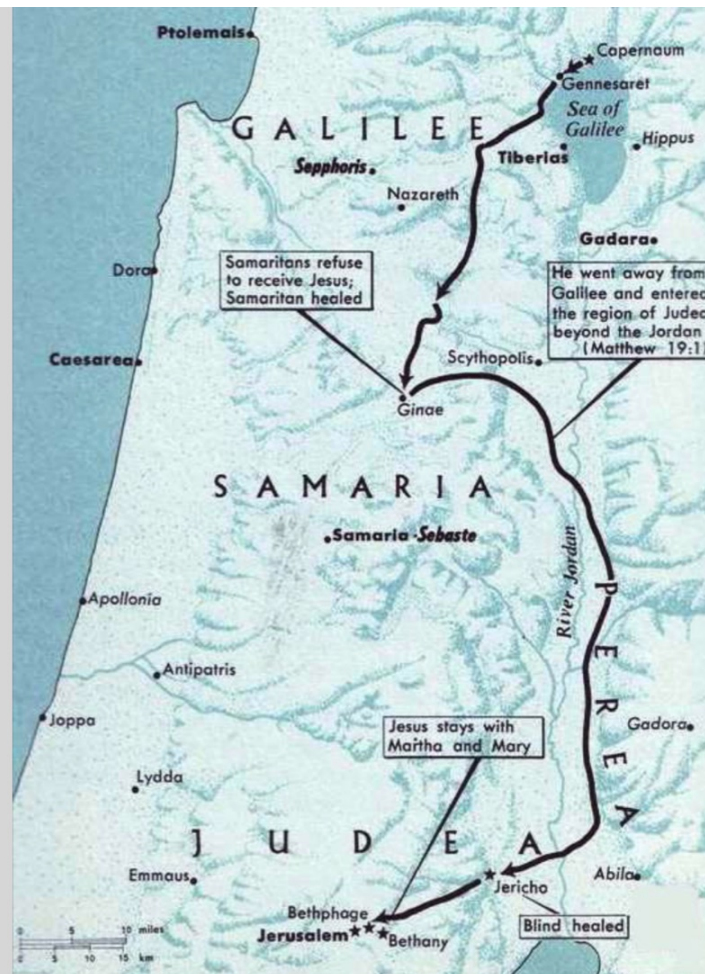 Ptolemais
Capernaum
Gennesaret
Sea of
Galilee
GALILEE
Hippus
Tiberias
Sepphoris
Nazareth
Gadara
Samaritans refuse
to receive Jesus;
Samaritan healed
Dora
He went away from
Galilee and entered
the region of Judea
beyond the Jordan
(Matthew 19:1)
Caesarea
Scythopolis
Ginae
SAMARIA
Samaria-Sebaste
River Jordan
PEREA
Apollonia
Antipatris
Joppa
Jesus stays with
Martha and Mary
Gadora
Lydda
JUDEA
Emmaus
Jericho
Abila
Bethphage
Jerusalem
Bethany
Blind healed
0 5 10 miles
0 5 10 15 km